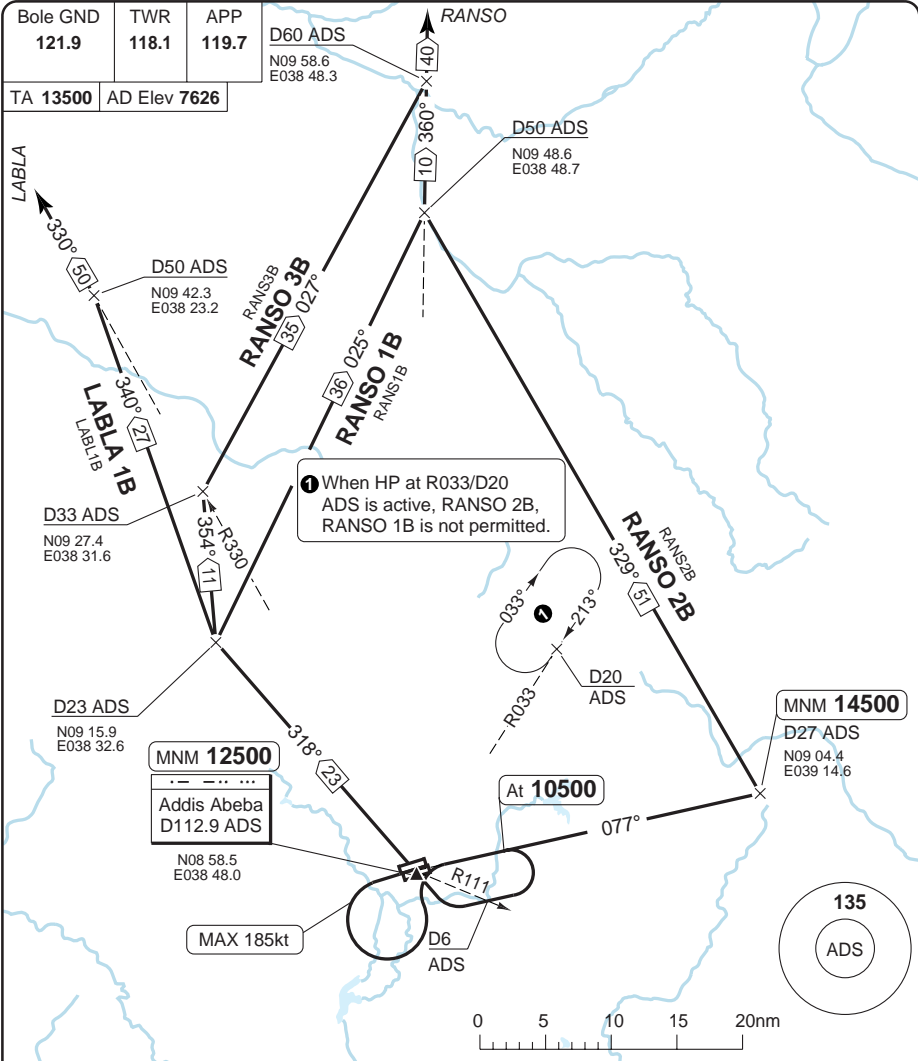 Bole GND
121.9
TWR
118.1
APP
119.7
TA 13500
AD Elev 7626
D60 ADS
N09 58.6
E038 48.3
RANSO
40
360°
10
D50 ADS
N09 48.6
E038 48.7
LABLA
330°
50
D50 ADS
N09 42.3
E038 23.2
RANS3B
RANSO 3B
35
027°
36
025°
RANSO 1B
RANS1B
340°
27
LABLA 1B
LABL1B
1 When HP at R033/D20
ADS is active, RANSO 2B,
RANSO 1B is not permitted.
D33 ADS
N09 27.4
E038 31.6
R330
354°
11
RANS2B
RANSO 2B
329°
51
033°
1
213°
D20
ADS
R033
D23 ADS
N09 15.9
E038 32.6
318°
23
MNM 14500
D27 ADS
N09 04.4
E039 14.6
MNM 12500
Addis Abeba
D112.9 ADS
N08 58.5
E038 48.0
At 10500
077°
R111
D6
ADS
MAX 185kt
135
ADS
0 5 10 15 20nm